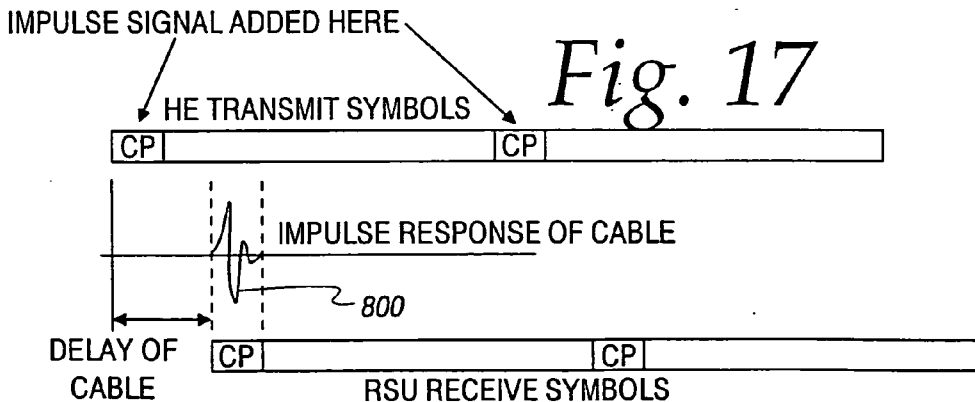 IMPULSE SIGNAL ADDED HERE
Fig. 17
HE TRANSMIT SYMBOLS
CP
CP
IMPULSE RESPONSE OF CABLE
800
DELAY OF
CABLE
CP
CP
RSU RECEIVE SYMBOLS